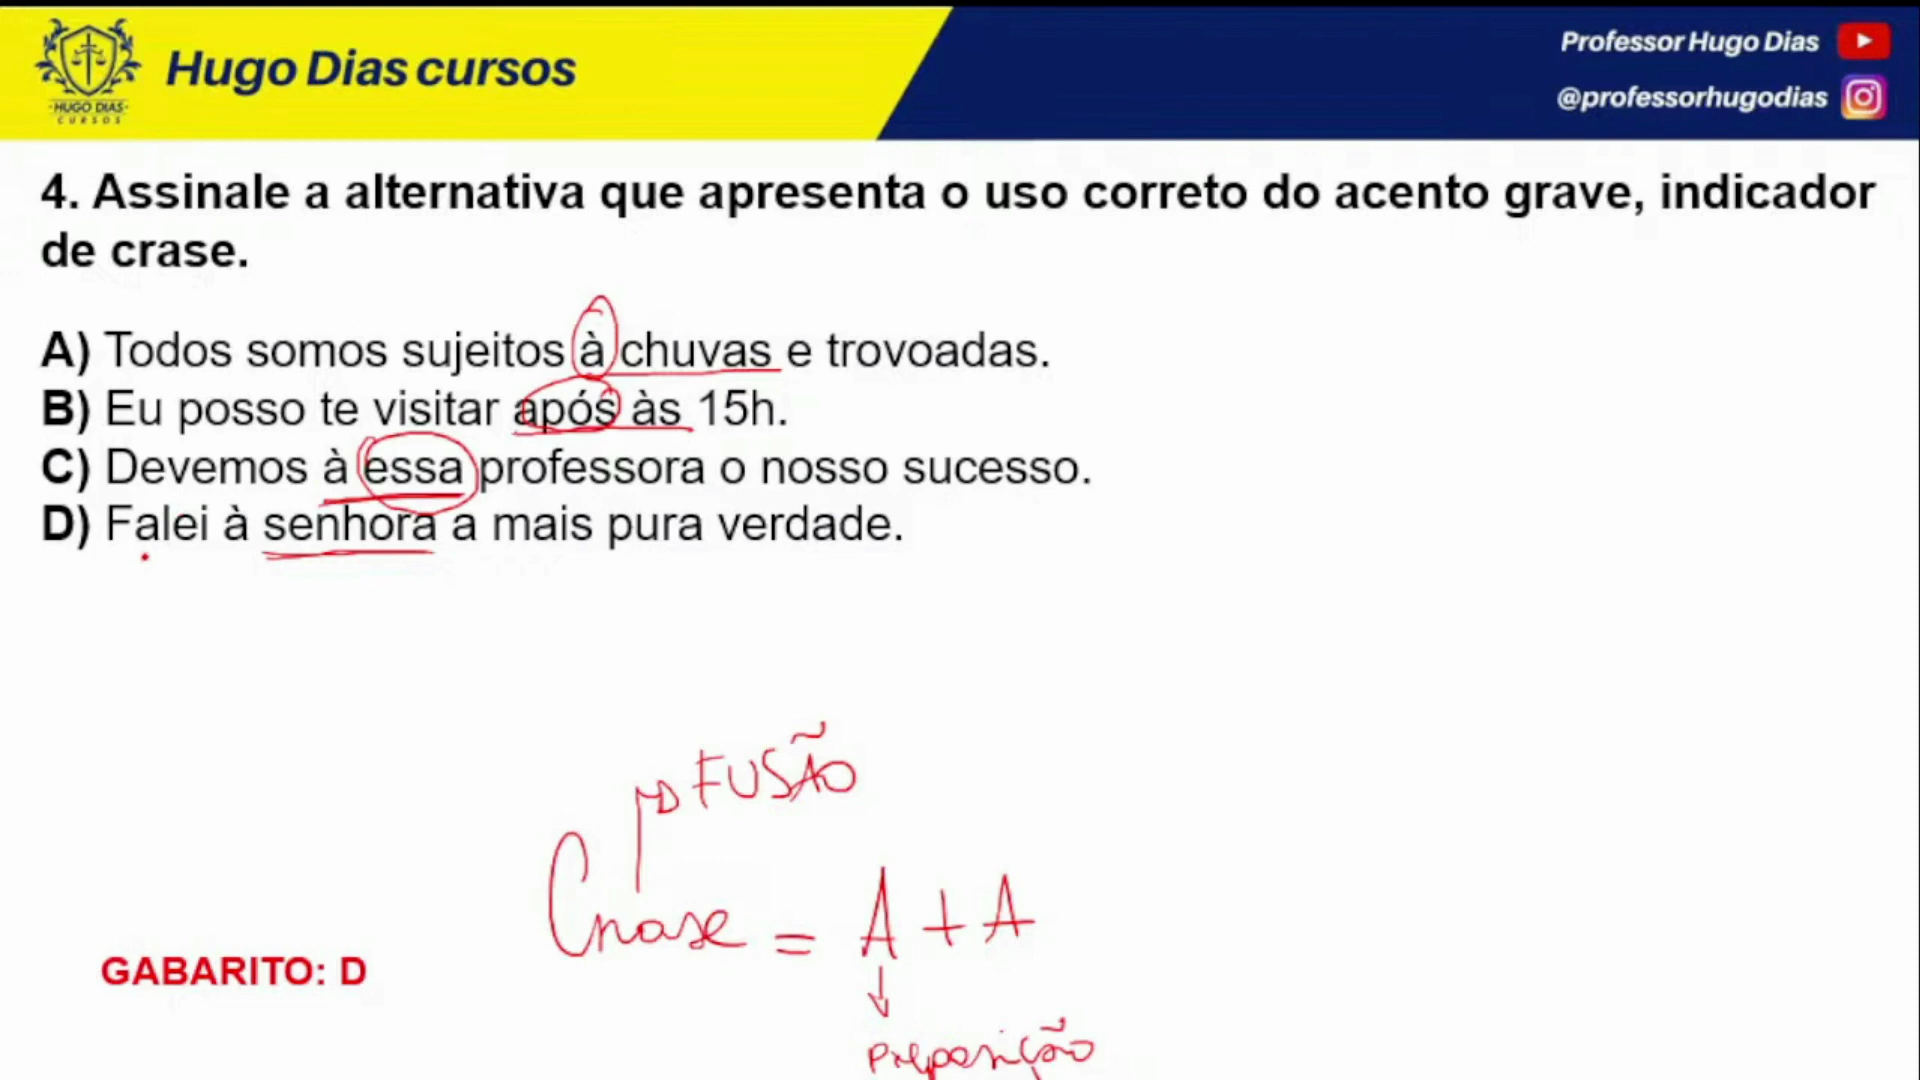 Hugo Dias cursos
HUGO DIAS
CURSOS
Professor Hugo Dias
@professorhugodias
4. Assinale a alternativa que apresenta o uso correto do acento grave, indicador
de crase.
A) Todos somos sujeitos à chuvas e trovoadas.
B) Eu posso te visitar após às 15h.
C) Devemos à essa professora o nosso sucesso.
D) Falei à senhora a mais pura verdade.
FUSÃO
Crase = A + A
preposição
GABARITO: D